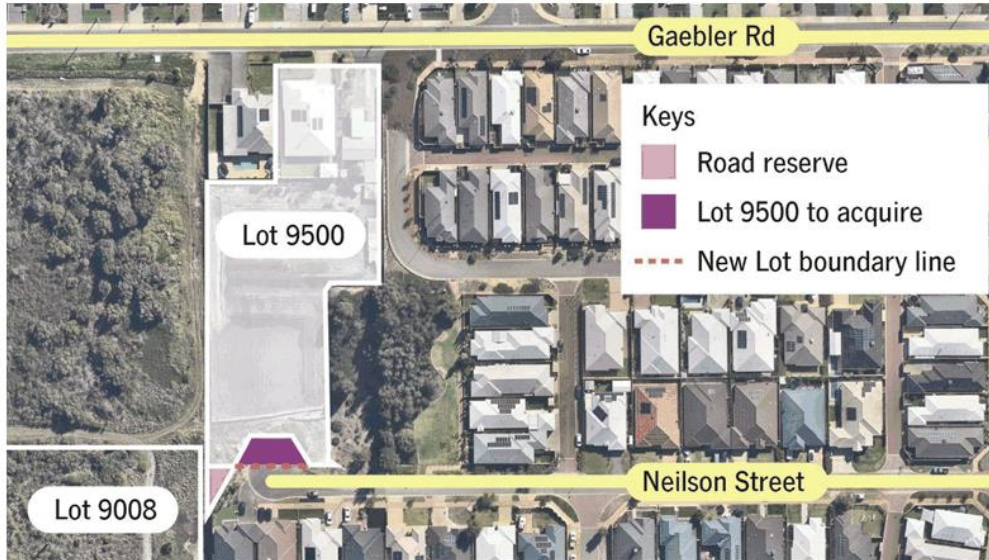 Gaebler Rd
Keys
Road reserve
Lot 9500 to acquire
New Lot boundary line
Lot 9500
Neilson Street
Lot 9008